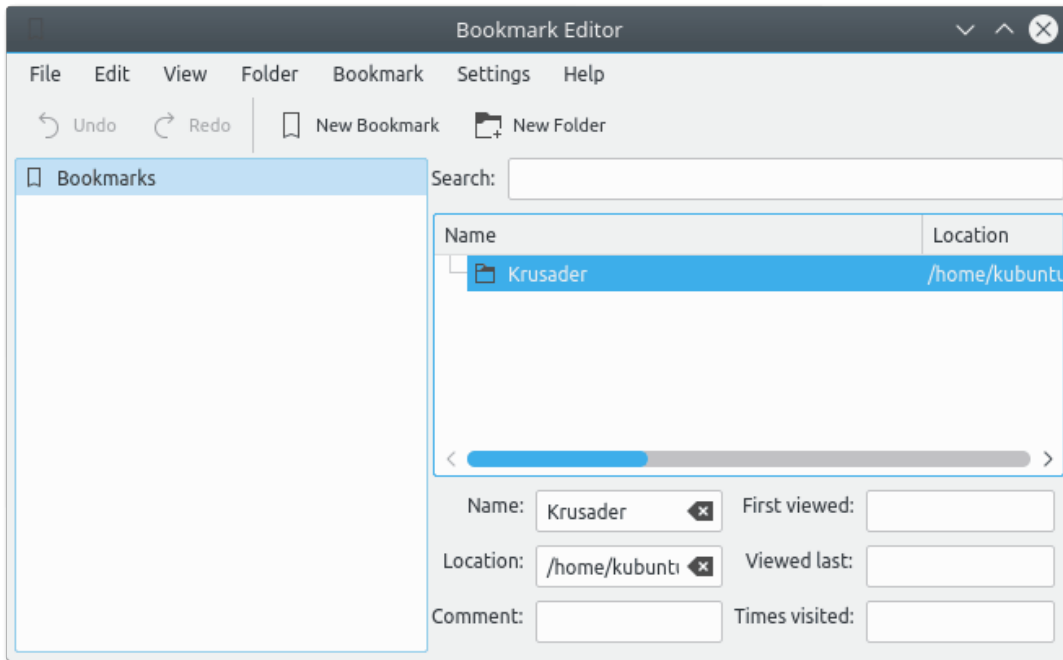 Bookmark Editor
File Edit View Folder Bookmark Settings Help
Undo Redo New Bookmark New Folder
Bookmarks
Search:
Name Location
Krusader /home/kubuntu
Name: Krusader First viewed:
Location: /home/kubuntu Viewed last:
Comment: Times visited: